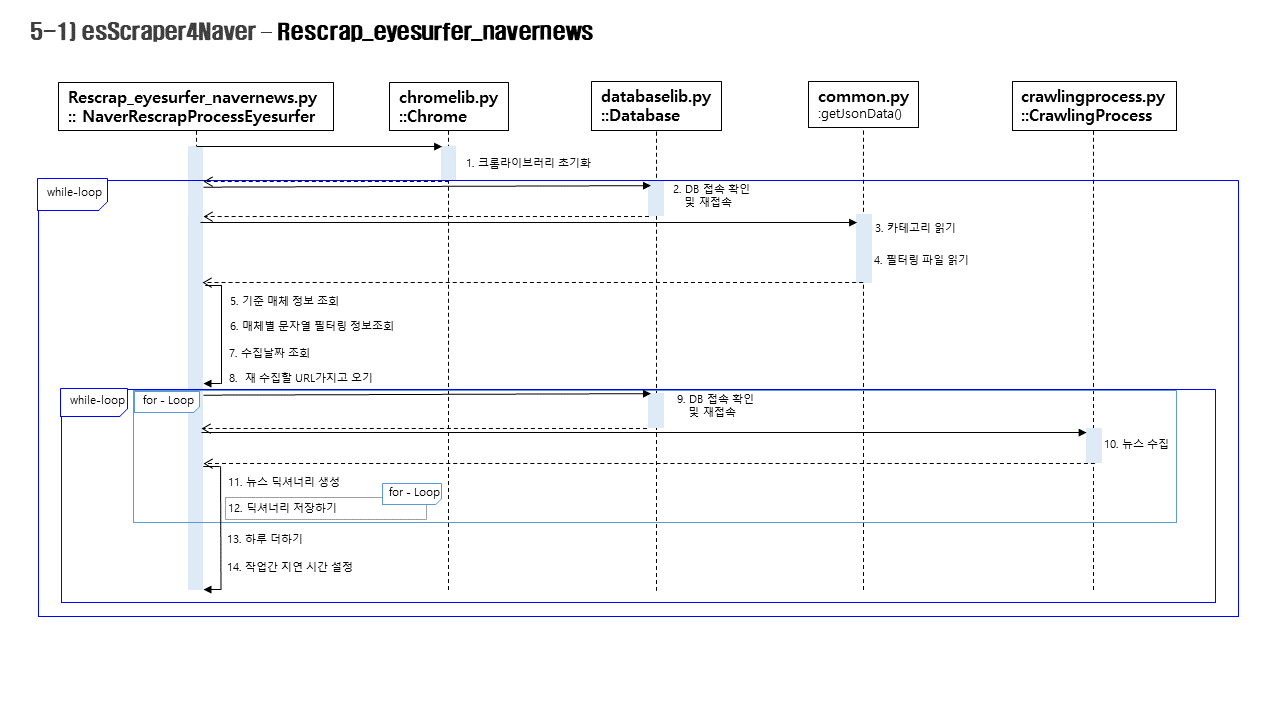 5-1) esScraper4Naver – Rescrap_eyesurfer_navernews
Rescrap_eyesurfer_navernews.py
:: NaverRescrapProcessEyesurfer
chromelib.py
::Chrome
databaselib.py
::Database
common.py
:getJsonData()
crawlingprocess.py
::CrawlingProcess
1. 크롬라이브러리 초기화
while-loop
2. DB 접속 확인
및 재접속
3. 카테고리 읽기
4. 필터링 파일 읽기
5. 기준 매체 정보 조회
6. 매체별 문자열 필터링 정보조회
7. 수집날짜 조회
8. 재 수집할 URL가지고 오기
while-loop
for - Loop
9. DB 접속 확인
및 재접속
10. 뉴스 수집
11. 뉴스 딕셔너리 생성
for - Loop
12. 딕셔너리 저장하기
13. 하루 더하기
14. 작업간 지연 시간 설정